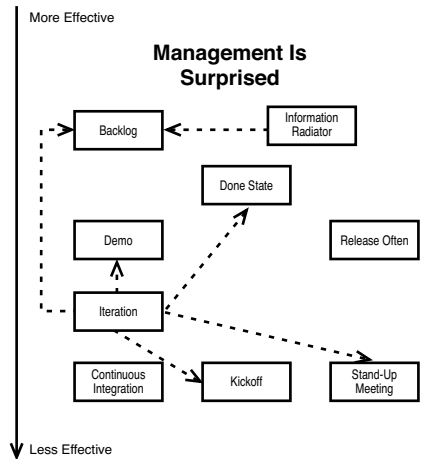 More Effective
Management Is
Surprised
Backlog
Information
Radiator
Done State
Demo
Release Often
Iteration
Continuous
Integration
Kickoff
Stand-Up
Meeting
Less Effective